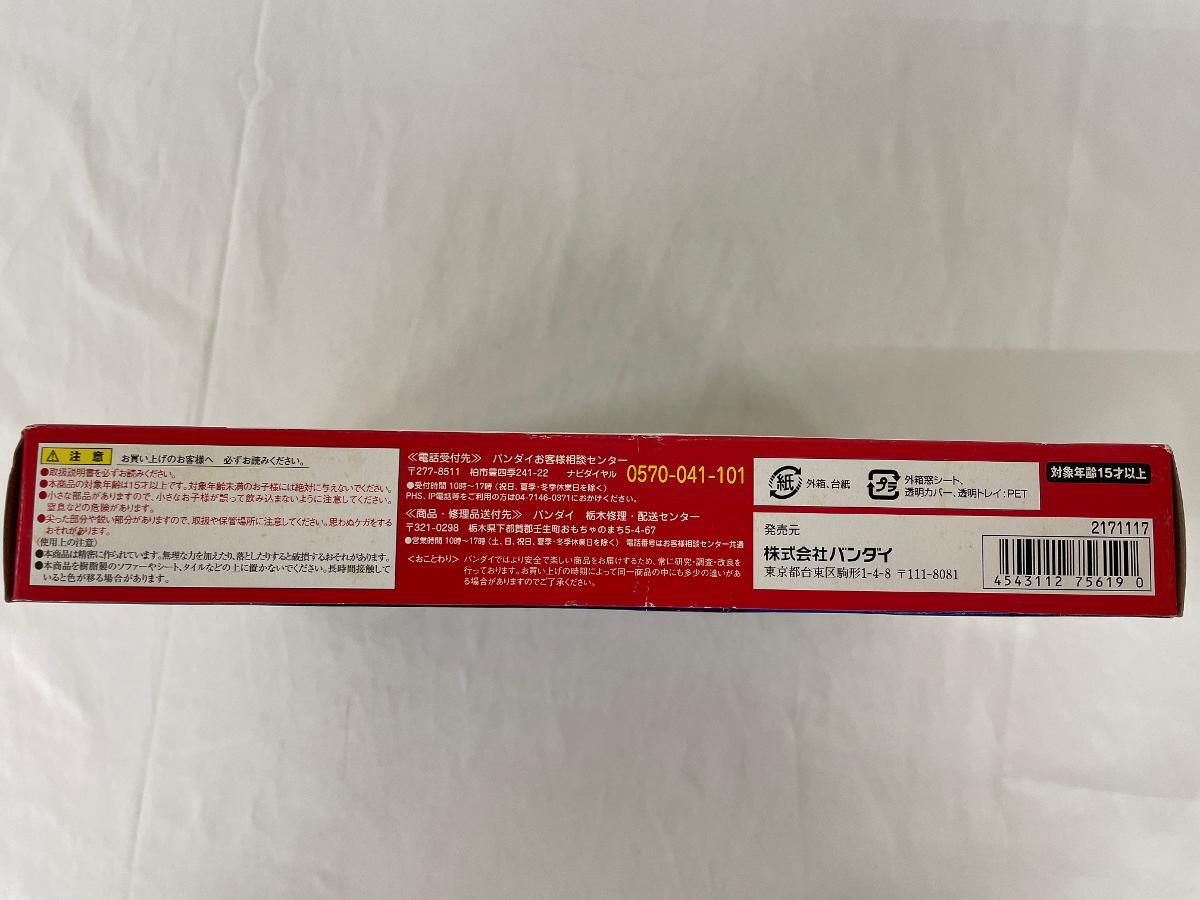 注意 お買い上げのお客様へ 必ずお読みください。
●取扱説明書を必ずお読みください。
●本商品の対象年齢は15才以上です。対象年齢未満のお子様には絶対に与えないでください。
●小さな部品がありますので、小さなお子様が誤って飲み込まないように注意してください。
窒息などの危険があります。
●尖った部分や鋭い部分がありますので、取扱や保管場所に注意してください。思わぬケガをする
おそれがあります。
〈使用上の注意〉
●本商品は精密に作られています。無理な力を加えたり、落としたりすると破損するおそれがあります。
●本商品を樹脂製のソファーやシート、タイルなどの上に置かないでください。長時間接触して
いると色が移る場合があります。
≪電話受付先≫ バンダイお客様相談センター
〒277-8511 柏市豊四季241-22 ナビダイヤル 0570-041-101
●受付時間 10時〜17時(祝日、夏季・冬季休業日を除く)
PHS、IP電話等をご利用の方は04-7146-0371におかけください。
≪商品・修理品送付先≫ バンダイ 栃木修理・配送センター
〒321-0298 栃木県下都賀郡壬生町おもちゃのまち5-4-67
●営業時間 10時〜17時(土、日、祝日、夏季・冬季休業日を除く) 電話番号はお客様相談センター共通
≪おことわり≫ バンダイではより安全で楽しい商品をお届けするため、常に研究・調査・改良を
行っております。お買い上げの時期によって同一商品の中にも多少の違いがあ
る場合がありますのでご了承ください。
紙 外箱、台紙
プラ 外箱窓シート、
透明カバー、透明トレイ:PET
対象年齢15才以上
発売元
株式会社バンダイ
東京都台東区駒形1-4-8 〒111-8081
2171117
4543112 756190